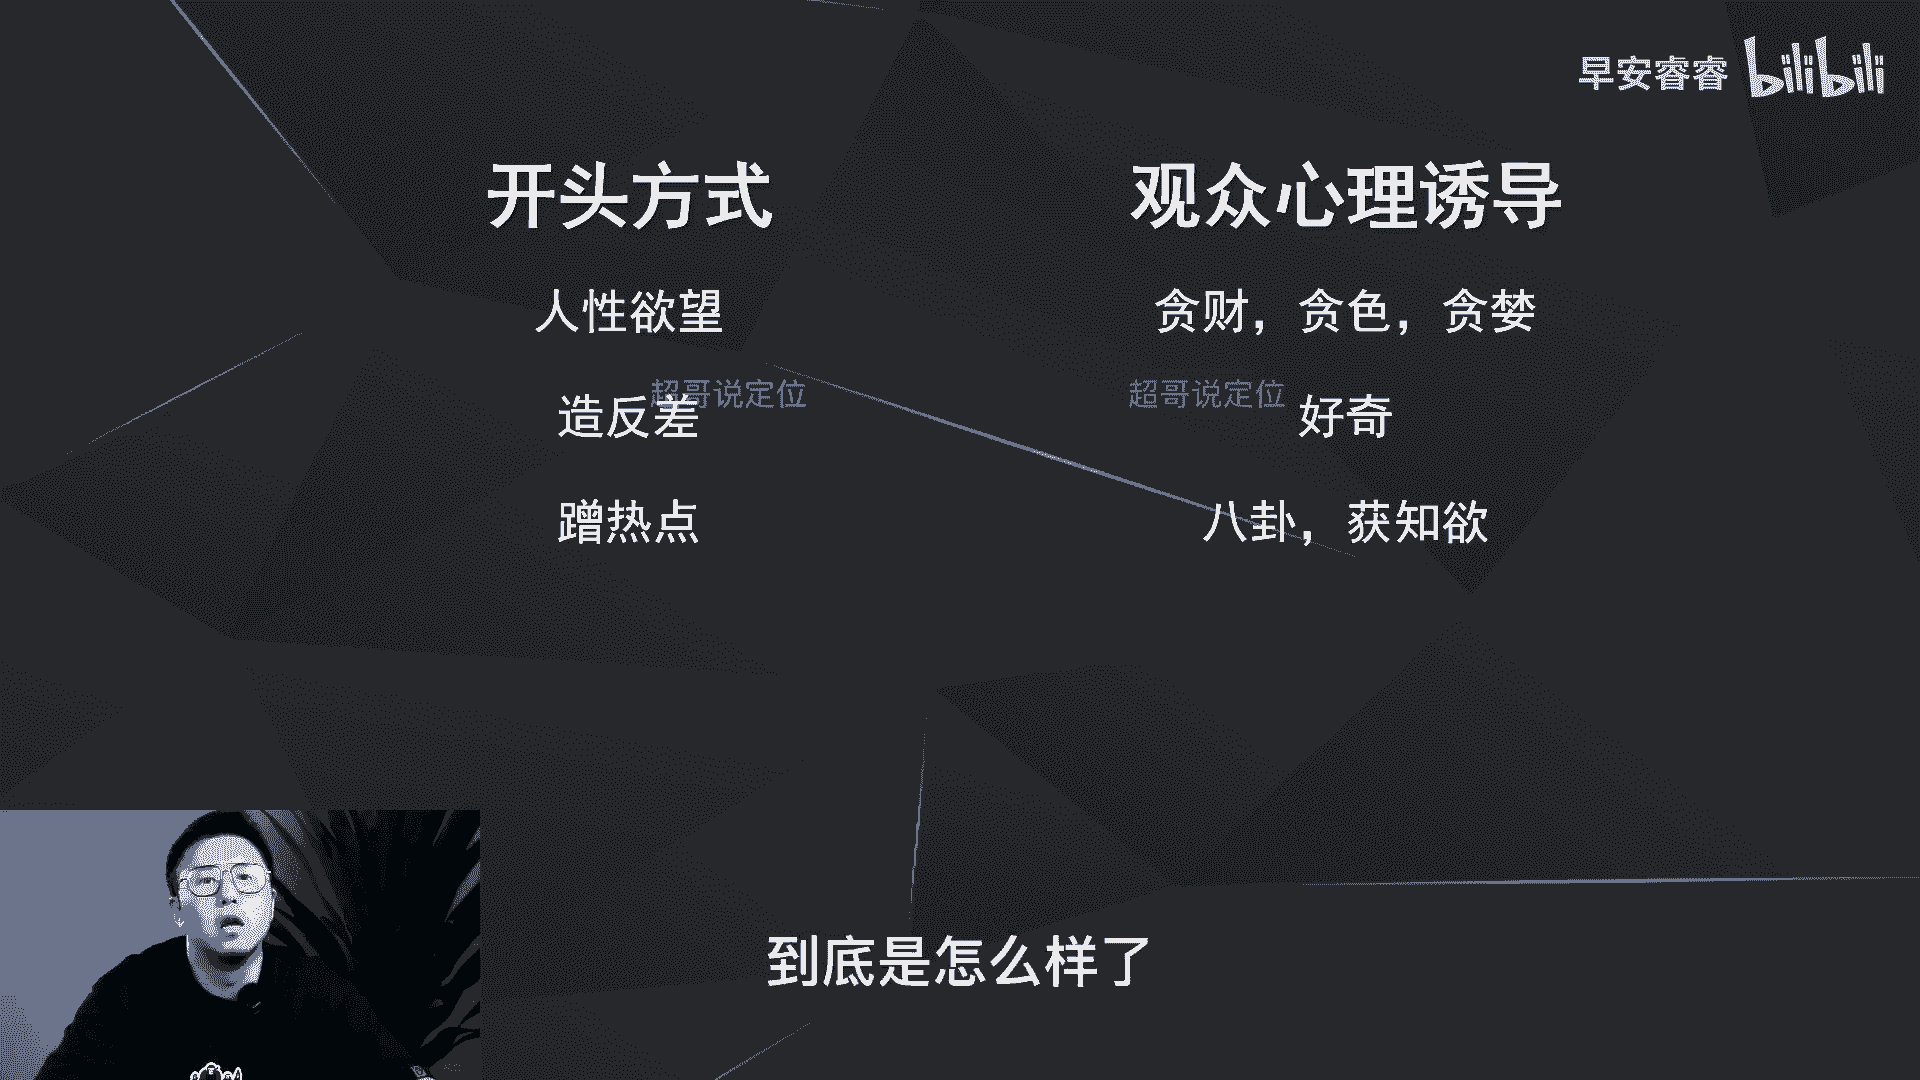 早安睿睿 bilibili
开头方式 观众心理诱导
人性欲望 贪财，贪色，贪婪
超哥说定位 超哥说定位
造反差 好奇
蹭热点 八卦，获知欲
到底是怎么样了